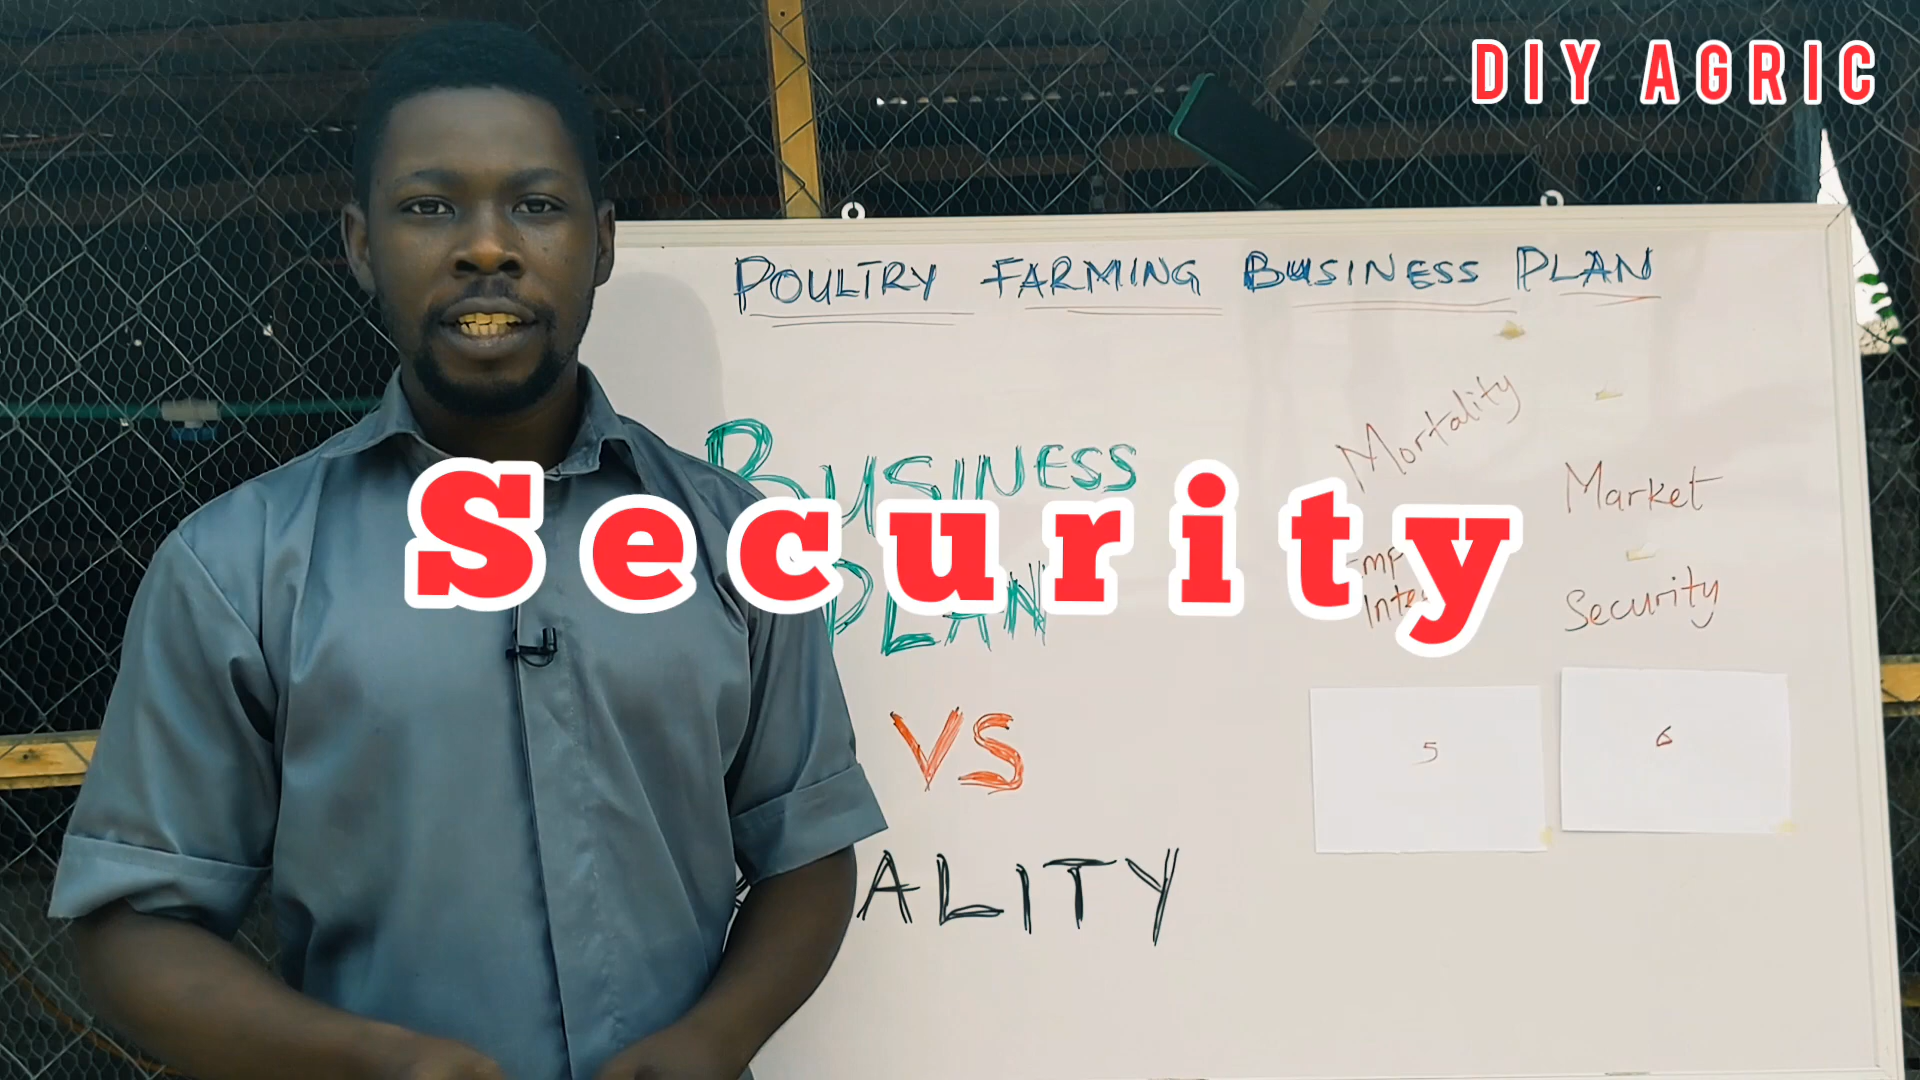 DIY AGRIC
POULTRY FARMING BUSINESS PLAN
Mortality
Market
BUSINESS
Security
PLAN
Security
VS
5
6
ALITY